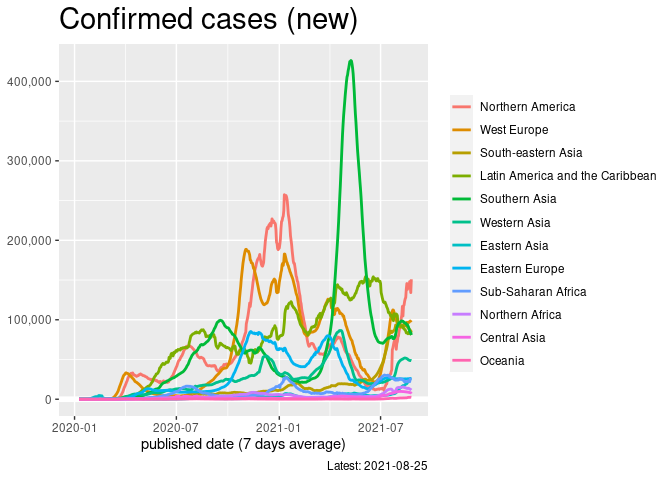 Confirmed cases (new)
400,000
300,000
200,000
100,000
0
2020-01
2020-07
2021-01
2021-07
published date (7 days average)
Northern America
West Europe
South-eastern Asia
Latin America and the Caribbean
Southern Asia
Western Asia
Eastern Asia
Eastern Europe
Sub-Saharan Africa
Northern Africa
Central Asia
Oceania
Latest: 2021-08-25